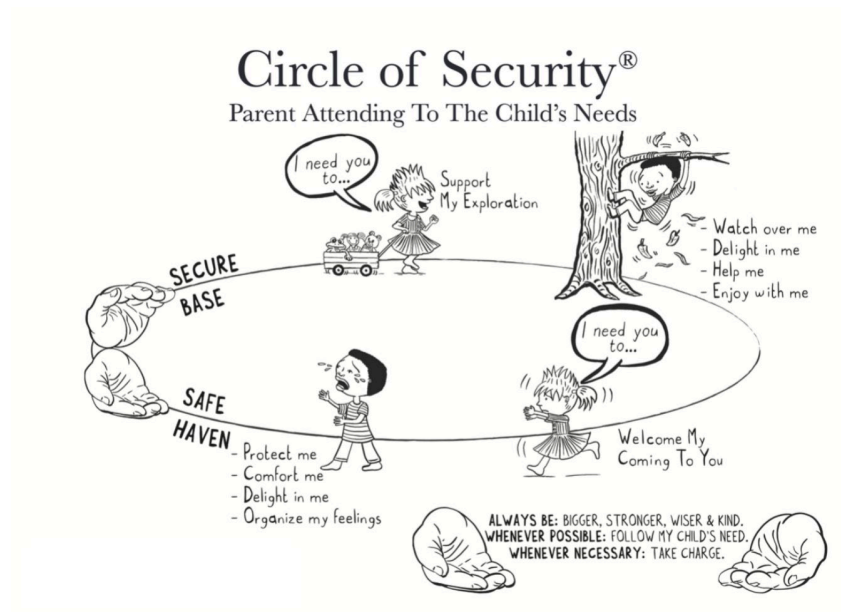 Circle of Security®
Parent Attending To The Child's Needs
I need you
to...
Support
My Exploration
- Watch over me
- Delight in me
- Help me
- Enjoy with me
SECURE
BASE
I need you
to...
SAFE
HAVEN
- Protect me
- Comfort me
- Delight in me
- Organize my feelings
Welcome My
Coming To You
ALWAYS BE: BIGGER, STRONGER, WISER & KIND.
WHENEVER POSSIBLE: FOLLOW MY CHILD'S NEED.
WHENEVER NECESSARY: TAKE CHARGE.